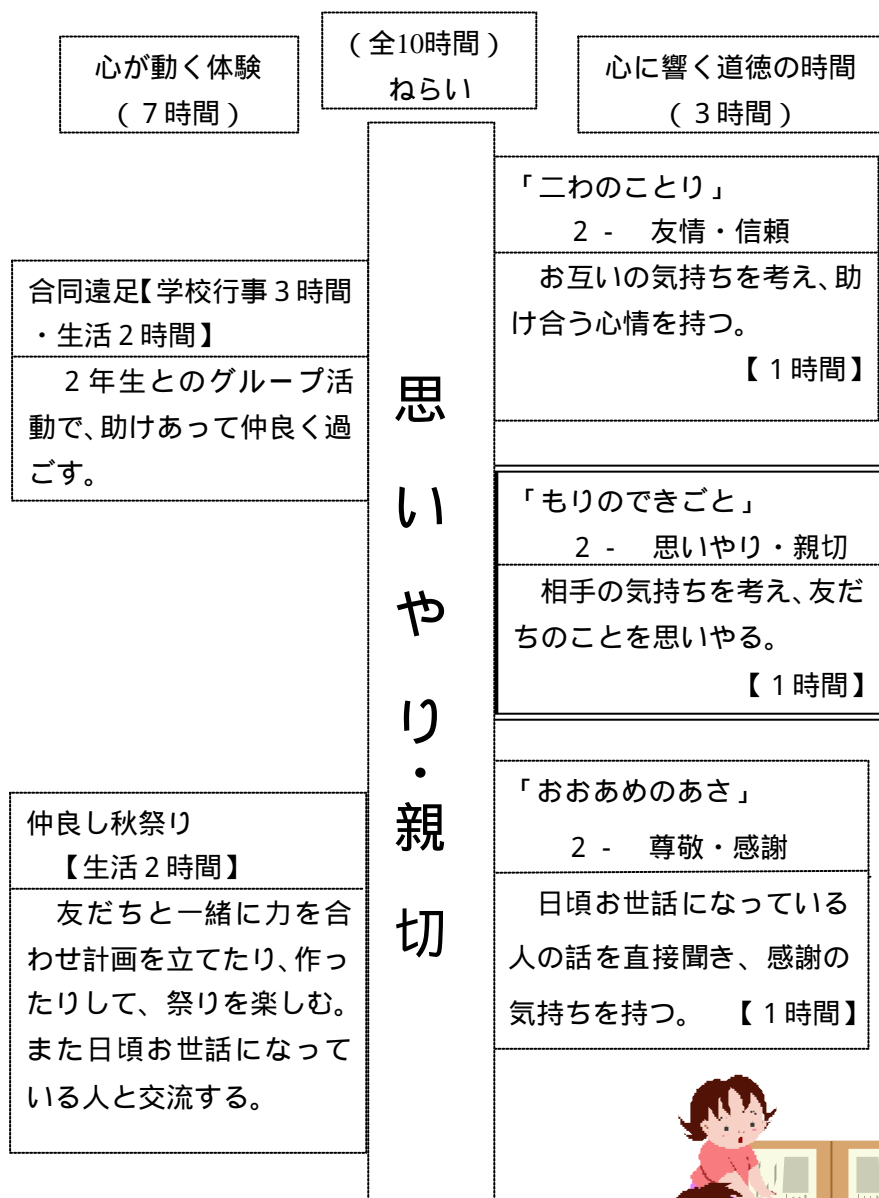 心が動く体験
(7時間)
(全10時間)
ねらい
心に響く道徳の時間
(3時間)
「二わのことり」
2 - 友情・信頼
お互いの気持ちを考え、助
け合う心情を持つ。
【1時間】
合同遠足【学校行事3時間
・生活2時間】
2年生とのグループ活
動で、助けあって仲良く過
ごす。
思いやり・親切
「もりのできごと」
2 - 思いやり・親切
相手の気持ちを考え、友だ
ちのことを思いやる。
【1時間】
仲良し秋祭り
【生活2時間】
友だちと一緒に力を合
わせ計画を立てたり、作っ
たりして、祭りを楽しむ。
また日頃お世話になって
いる人と交流する。
「おおあめのあさ」
2 - 尊敬・感謝
日頃お世話になっている
人の話を直接聞き、感謝の
気持ちを持つ。 【1時間】